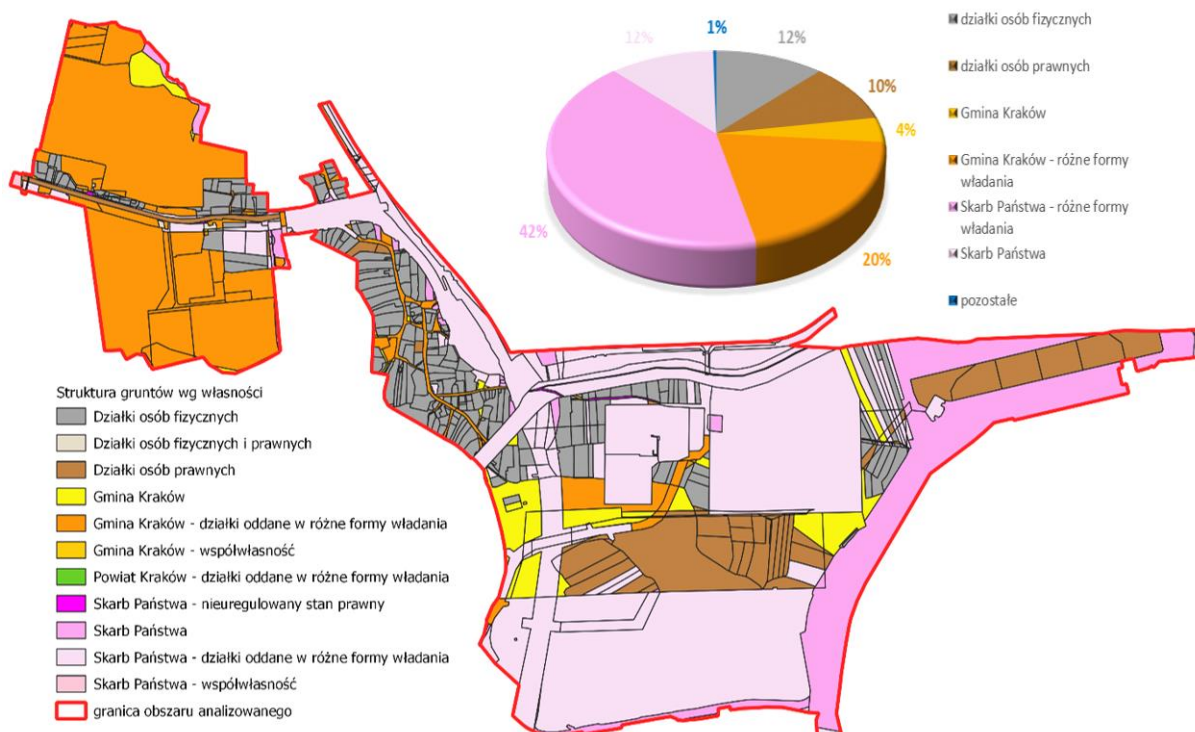 12%
1%
12%
10%
4%
20%
42%
działki osób fizycznych
działki osób prawnych
Gmina Kraków
Gmina Kraków - różne formy
władania
Skarb Państwa - różne formy
władania
Skarb Państwa
pozostałe
Struktura gruntów wg własności
Działki osób fizycznych
Działki osób fizycznych i prawnych
Działki osób prawnych
Gmina Kraków
Gmina Kraków - działki oddane w różne formy władania
Gmina Kraków - współwłasność
Powiat Kraków - działki oddane w różne formy władania
Skarb Państwa - nieuregulowany stan prawny
Skarb Państwa
Skarb Państwa - działki oddane w różne formy władania
Skarb Państwa - współwłasność
granica obszaru analizowanego